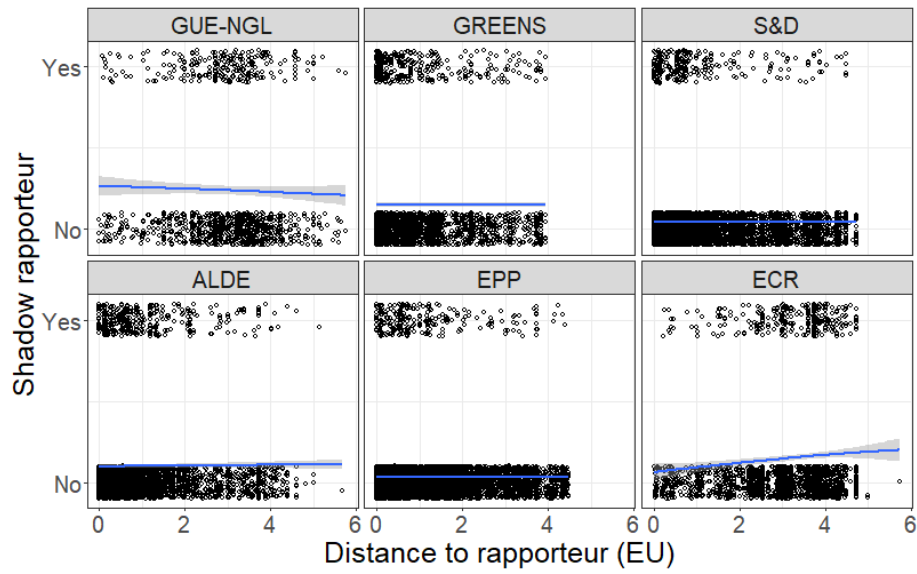 GUE-NGL GREENS S&D
Yes
No
ALDE EPP ECR
Yes
No
0 2 4 6 0 2 4 6 0 2 4 6
Distance to rapporteur (EU)
Shadow rapporteur